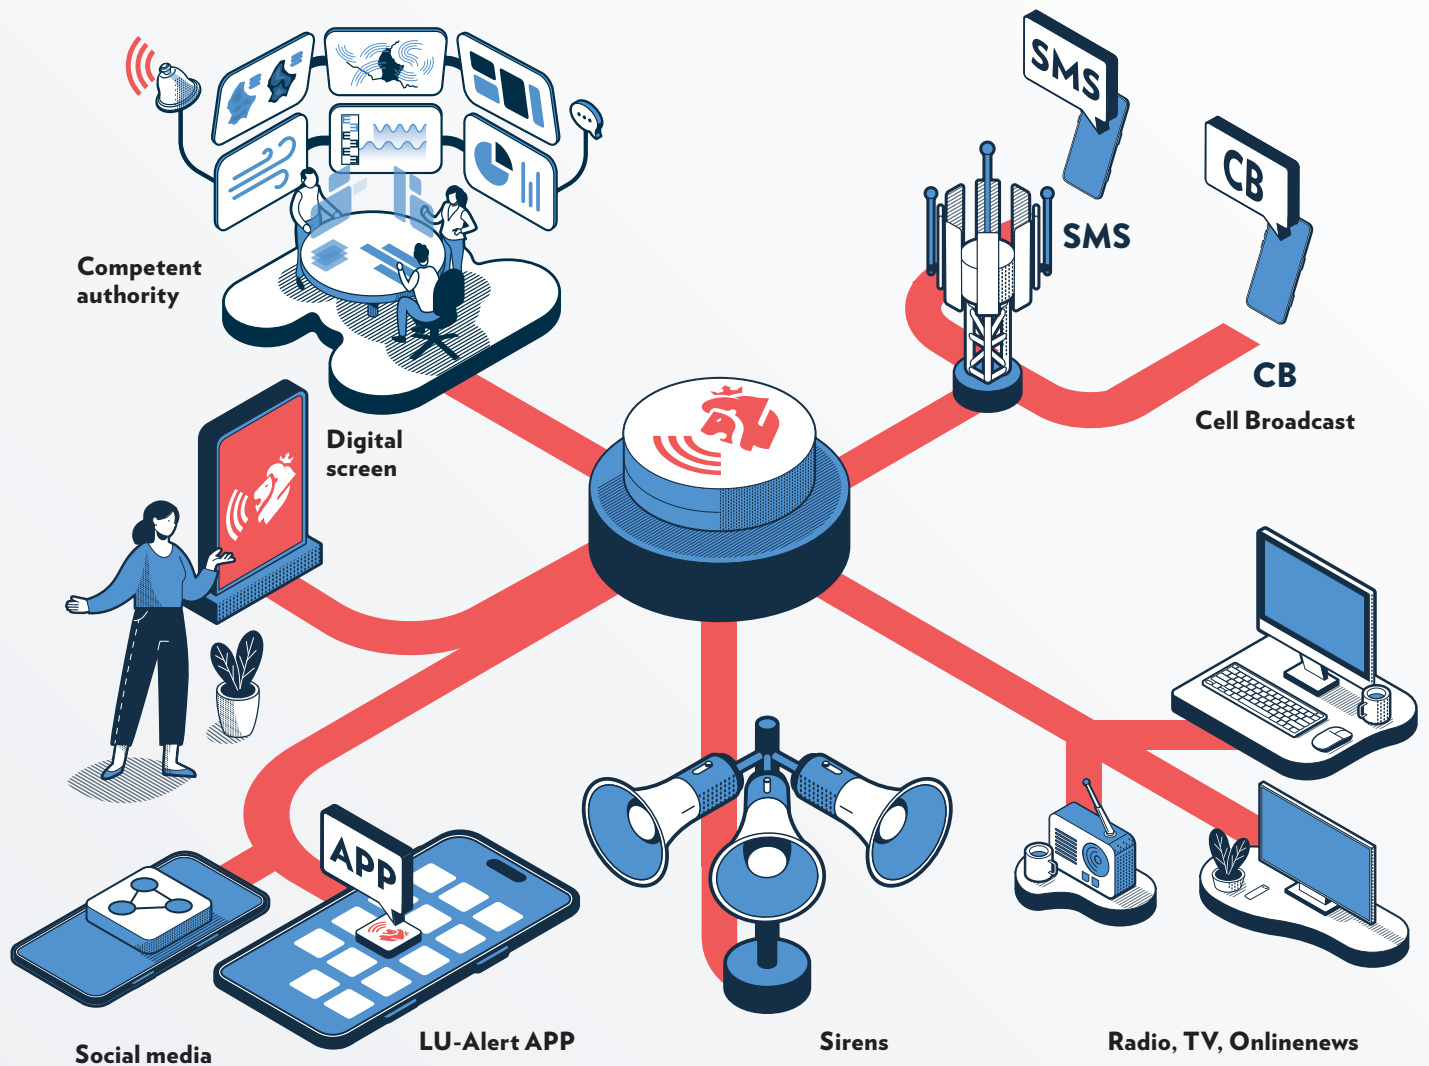 SMS
CB
SMS
Competent
authority
CB
Cell Broadcast
Digital
screen
APP
LU-Alert APP
Sirens
Radio, TV, Onlinenews
Social media